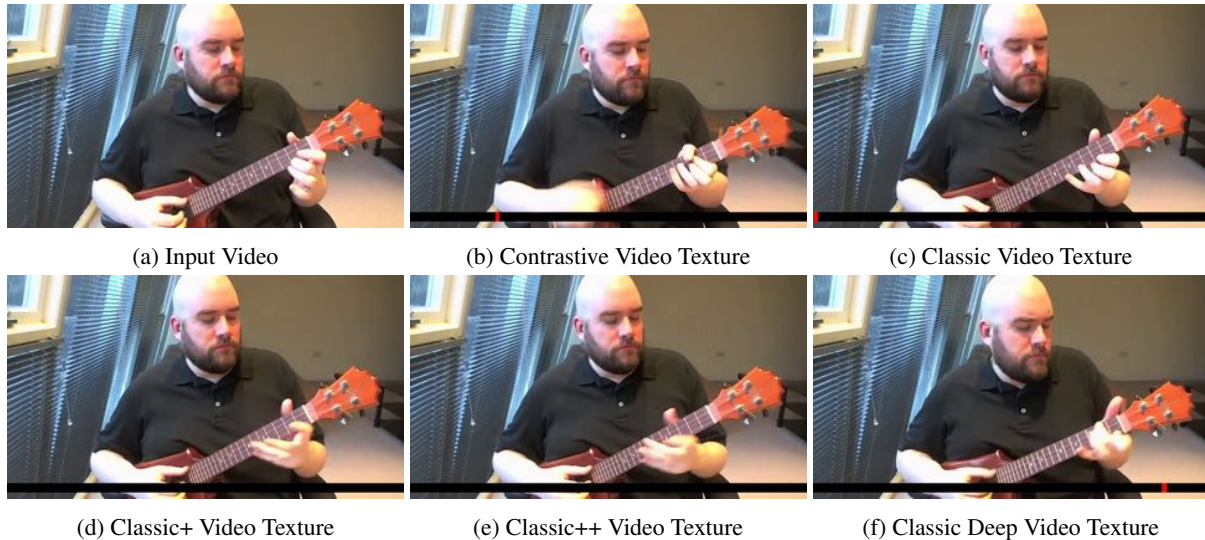 (a) Input Video
(b) Contrastive Video Texture
(c) Classic Video Texture
(d) Classic+ Video Texture
(e) Classic++ Video Texture
(f) Classic Deep Video Texture